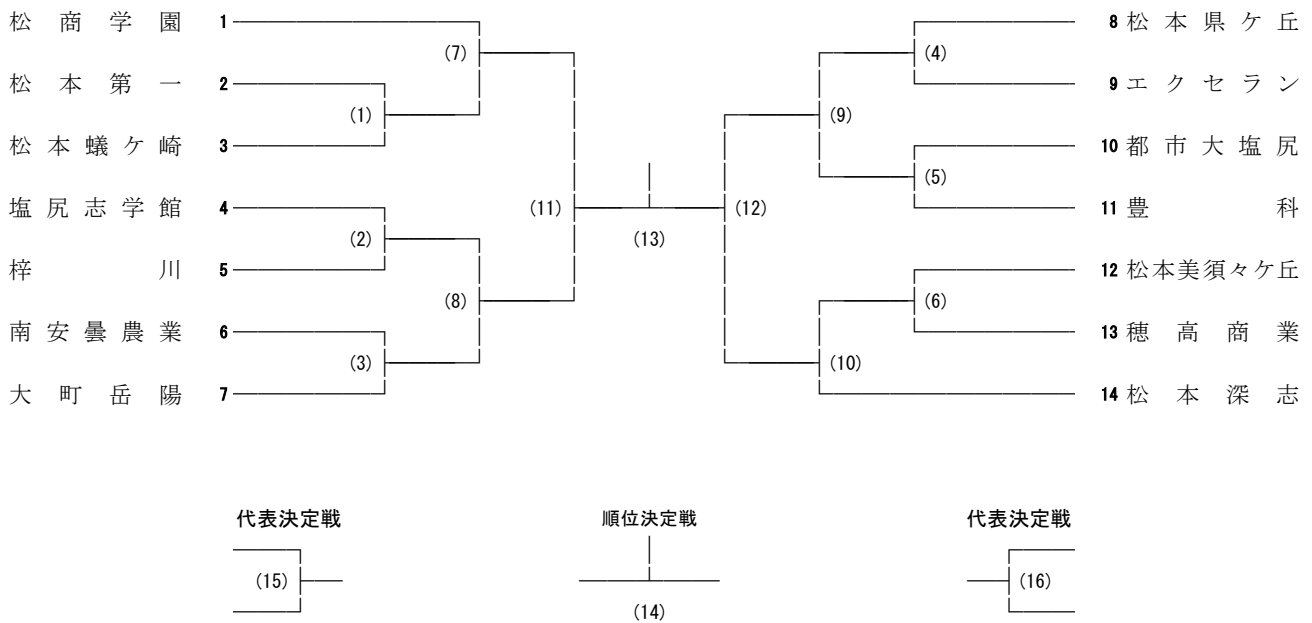 松商学園 1
(7)
8 松本県ケ丘
(4)
松本第一 2
9 エクセラン
(1)
(9)
松本蟻ケ崎 3
10 都市大塩尻
(5)
塩尻志学館 4
(11)
(12)
11 豊科
(2)
(13)
梓川 5
12 松本美須々ケ丘
(8)
(6)
南安曇農業 6
13 穂高商業
(3)
(10)
大町岳陽 7
14 松本深志
代表決定戦
順位決定戦
代表決定戦
(15)
(16)
(14)